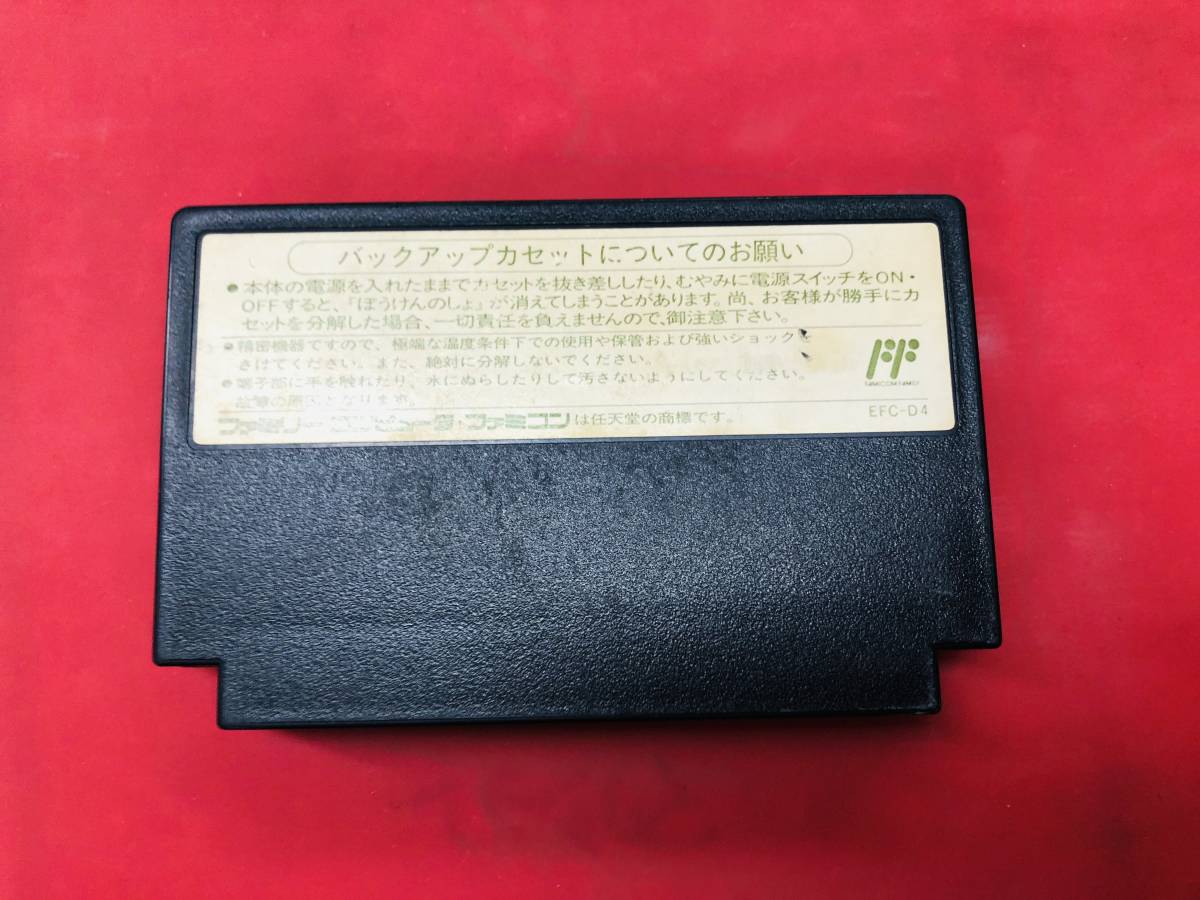 バックアップカセットについてのお願い
●本体の電源を入れたままでカセットを抜き差ししたり、むやみに電源スイッチをON・
OFFすると、「ぼうけんのしょ」が消えてしまうことがあります。尚、お客様が勝手にカ
セットを分解した場合、一切責任を負えませんので、御注意下さい。
●精密機器ですので、極端な温度条件下での使用や保管および強いショックを
さけてください。また、絶対に分解しないでください。
●端子部に手を触れたり、水にぬらしたりして汚さないようにしてください。
故障の原因となります。
ファミリーコンピュータ・ファミコンは任天堂の商標です。
FF
FAMICOM FAMILY
EFC-D4